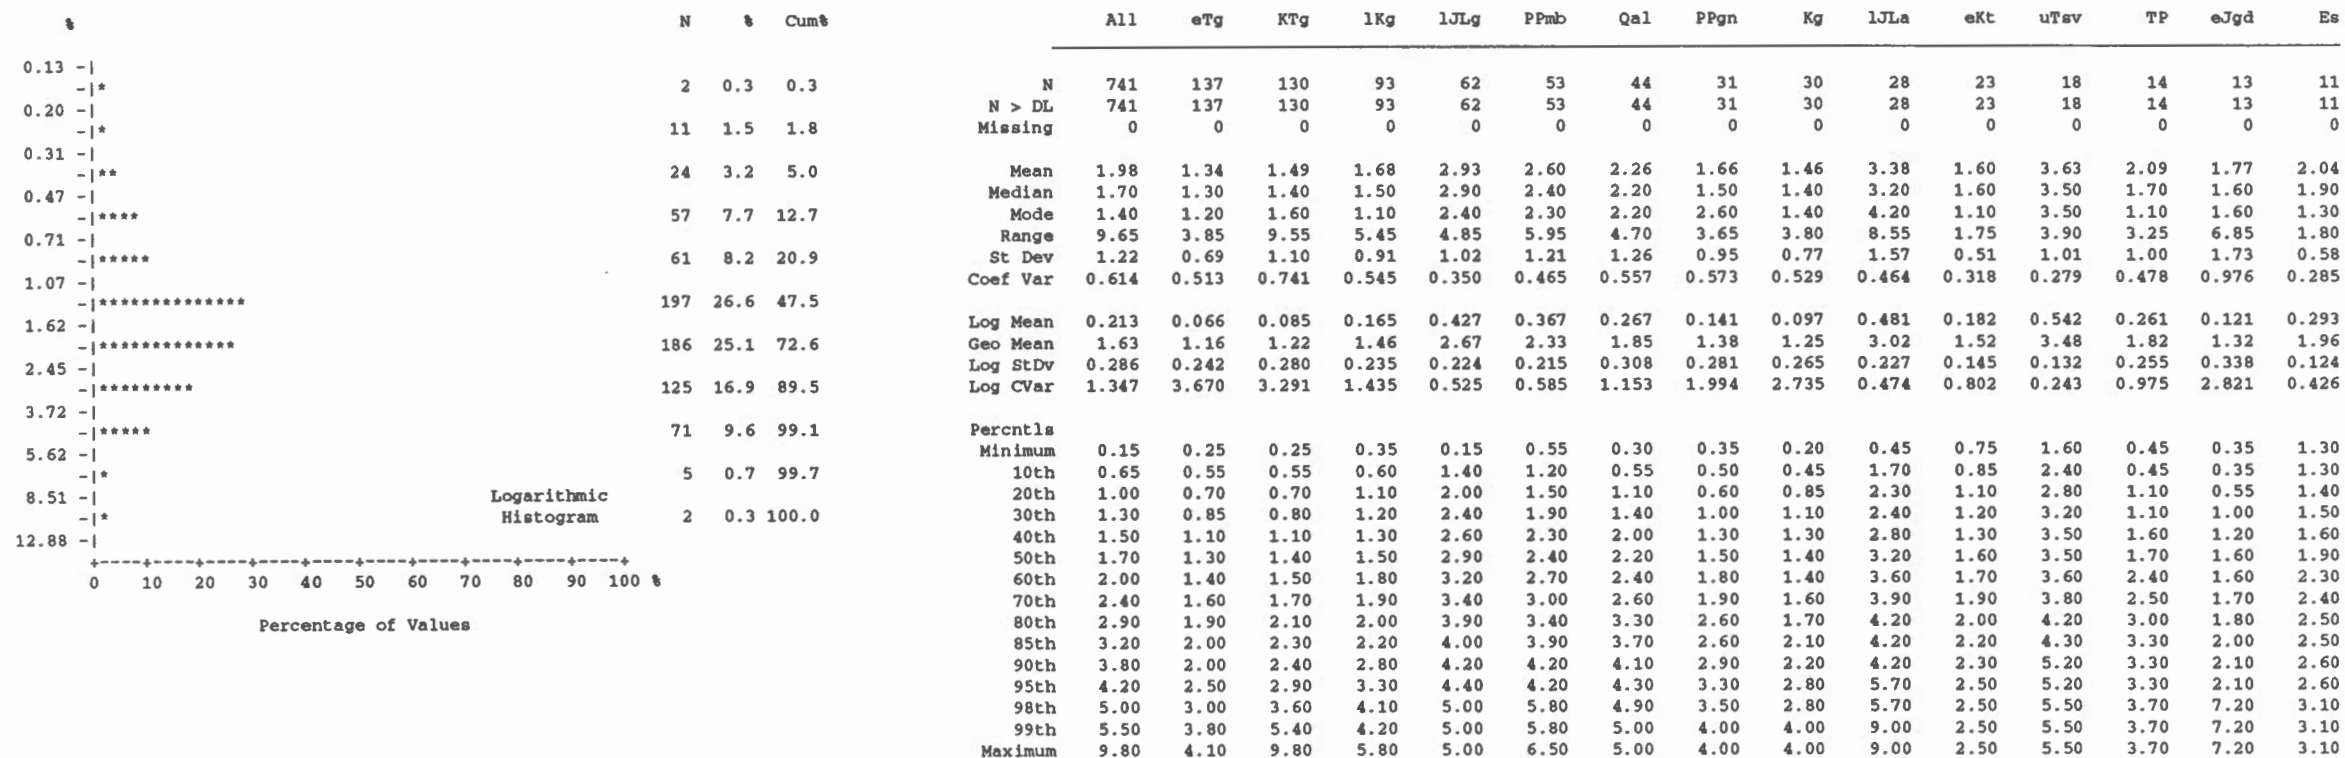 %
N % Cum%
0.13 -|
-|* 2 0.3 0.3
0.20 -|
-|* 11 1.5 1.8
0.31 -|
-|** 24 3.2 5.0
0.47 -|
-|**** 57 7.7 12.7
0.71 -|
-|***** 61 8.2 20.9
1.07 -|
-|************** 197 26.6 47.5
1.62 -|
-|************* 186 25.1 72.6
2.45 -|
-|********* 125 16.9 89.5
3.72 -|
-|***** 71 9.6 99.1
5.62 -|
-|* 5 0.7 99.7
8.51 -| Logarithmic
-|* Histogram 2 0.3 100.0
12.88 -|
+----+----+----+----+----+----+----+----+----+----+
0 10 20 30 40 50 60 70 80 90 100 %
Percentage of Values
All eTg KTg lKg lJLg PPmb Qal PPgn Kg lJLa eKt uTsv TP eJgd Es
N 741 137 130 93 62 53 44 31 30 28 23 18 14 13 11
N > DL 741 137 130 93 62 53 44 31 30 28 23 18 14 13 11
Missing 0 0 0 0 0 0 0 0 0 0 0 0 0 0 0
Mean 1.98 1.34 1.49 1.68 2.93 2.60 2.26 1.66 1.46 3.38 1.60 3.63 2.09 1.77 2.04
Median 1.70 1.30 1.40 1.50 2.90 2.40 2.20 1.50 1.40 3.20 1.60 3.50 1.70 1.60 1.90
Mode 1.40 1.20 1.60 1.10 2.40 2.30 2.20 2.60 1.40 4.20 1.10 3.50 1.10 1.60 1.30
Range 9.65 3.85 9.55 5.45 4.85 5.95 4.70 3.65 3.80 8.55 1.75 3.90 3.25 6.85 1.80
St Dev 1.22 0.69 1.10 0.91 1.02 1.21 1.26 0.95 0.77 1.57 0.51 1.01 1.00 1.73 0.58
Coef Var 0.614 0.513 0.741 0.545 0.350 0.465 0.557 0.573 0.529 0.464 0.318 0.279 0.478 0.976 0.285
Log Mean 0.213 0.066 0.085 0.165 0.427 0.367 0.267 0.141 0.097 0.481 0.182 0.542 0.261 0.121 0.293
Geo Mean 1.63 1.16 1.22 1.46 2.67 2.33 1.85 1.38 1.25 3.02 1.52 3.48 1.82 1.32 1.96
Log StDv 0.286 0.242 0.280 0.235 0.224 0.215 0.308 0.281 0.265 0.227 0.145 0.132 0.255 0.338 0.124
Log CVar 1.347 3.670 3.291 1.435 0.525 0.585 1.153 1.994 2.735 0.474 0.802 0.243 0.975 2.821 0.426
Percntls
Minimum 0.15 0.25 0.25 0.35 0.15 0.55 0.30 0.35 0.20 0.45 0.75 1.60 0.45 0.35 1.30
10th 0.65 0.55 0.55 0.60 1.40 1.20 0.55 0.50 0.45 1.70 0.85 2.40 0.45 0.35 1.30
20th 1.00 0.70 0.70 1.10 2.00 1.50 1.10 0.60 0.85 2.30 1.10 2.80 1.10 0.55 1.40
30th 1.30 0.85 0.80 1.20 2.40 1.90 1.40 1.00 1.10 2.40 1.20 3.20 1.10 1.00 1.50
40th 1.50 1.10 1.10 1.30 2.60 2.30 2.00 1.30 1.30 2.80 1.30 3.50 1.60 1.20 1.60
50th 1.70 1.30 1.40 1.50 2.90 2.40 2.20 1.50 1.40 3.20 1.60 3.50 1.70 1.60 1.90
60th 2.00 1.40 1.50 1.80 3.20 2.70 2.40 1.80 1.40 3.60 1.70 3.60 2.40 1.60 2.30
70th 2.40 1.60 1.70 1.90 3.40 3.00 2.60 1.90 1.60 3.90 1.90 3.80 2.50 1.70 2.40
80th 2.90 1.90 2.10 2.00 3.90 3.40 3.30 2.60 1.70 4.20 2.00 4.20 3.00 1.80 2.50
85th 3.20 2.00 2.30 2.20 4.00 3.90 3.70 2.60 2.10 4.20 2.20 4.30 3.30 2.00 2.50
90th 3.80 2.00 2.40 2.80 4.20 4.20 4.10 2.90 2.20 4.20 2.30 5.20 3.30 2.10 2.60
95th 4.20 2.50 2.90 3.30 4.40 4.20 4.30 3.30 2.80 5.70 2.50 5.20 3.30 2.10 2.60
98th 5.00 3.00 3.60 4.10 5.00 5.80 4.90 3.50 2.80 5.70 2.50 5.50 3.70 7.20 3.10
99th 5.50 3.80 5.40 4.20 5.00 5.80 5.00 4.00 4.00 9.00 2.50 5.50 3.70 7.20 3.10
Maximum 9.80 4.10 9.80 5.80 5.00 6.50 5.00 4.00 4.00 9.00 2.50 5.50 3.70 7.20 3.10